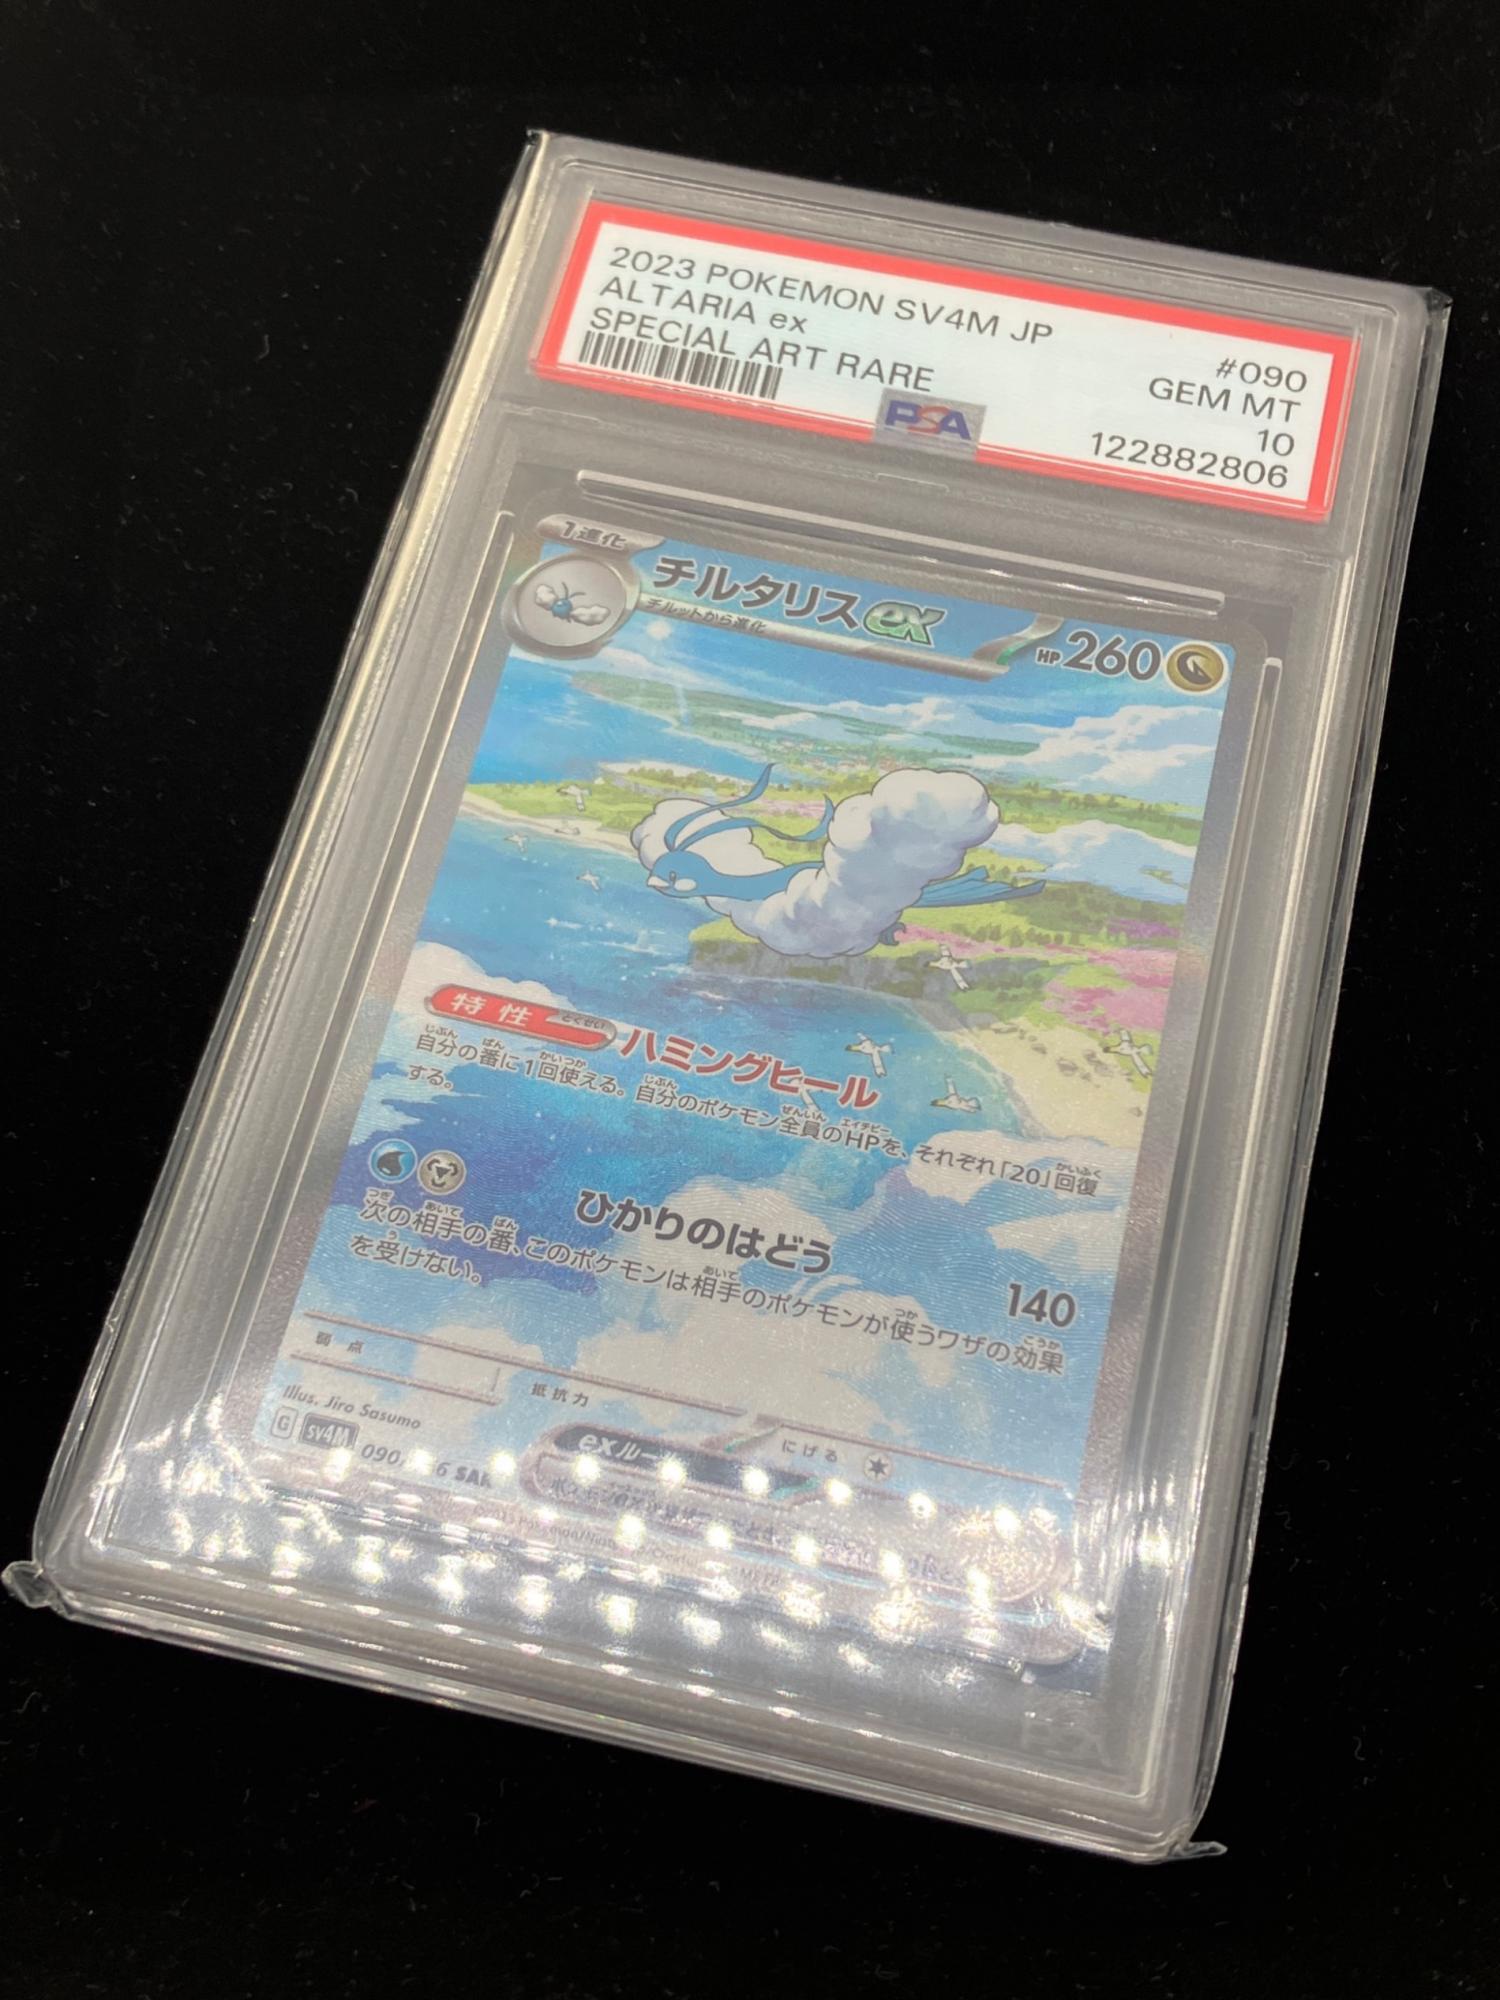 2023 POKEMON SV4M JP
#090
ALTARIA ex
GEM MT
SPECIAL ART RARE
10
PSA
122882806
1進化
チルタリスex
HP260
チルットから進化
特性
とくせい
ハミングヒール
自分の番に1回使える。自分のポケモン全員のHPを、それぞれ「20」回復
する。
ひかりのはどう
140
次の相手の番、このポケモンは相手のポケモンが使うワザの効果
を受けない。
弱点
抵抗力
にげる
Illus. Jiro Sasumo
G SV4M 090 SAR
exルール